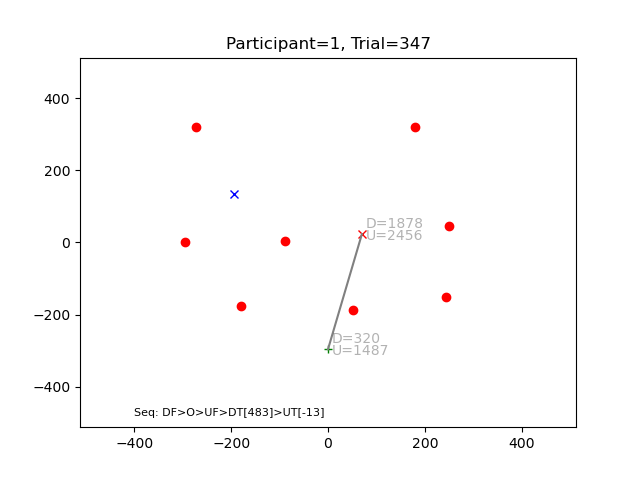 Participant=1, Trial=347
400
200
0
−200
−400
D=1878
U=2456
D=320
U=1487
Seq: DF>O>UF>DT[483]>UT[-13]
−400
−200
0
200
400